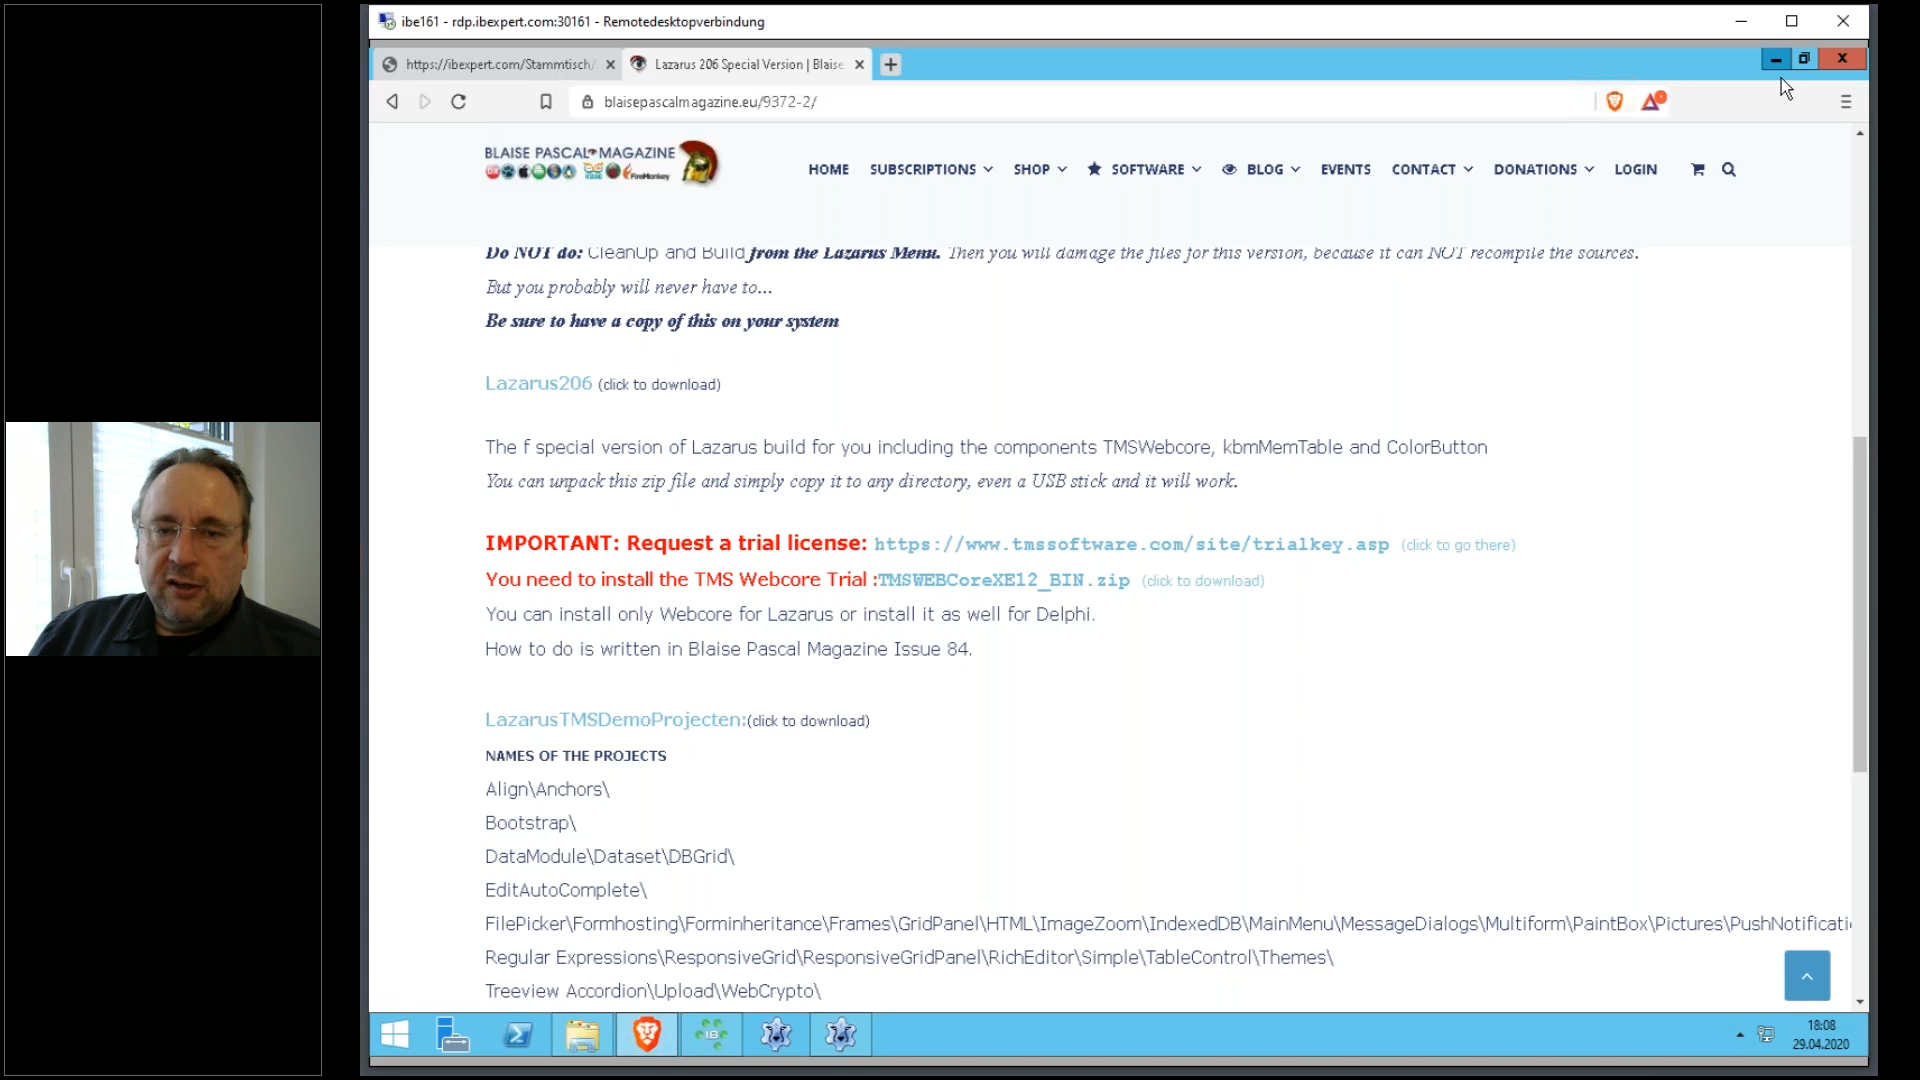 ibe161 - rdp.ibexpert.com:30161 - Remotedesktopverbindung
https://ibexpert.com/Stammtisch/
Lazarus 206 Special Version | Blaise
blaisepascalmagazine.eu/9372-2/
BLAISE PASCAL MAGAZINE
FireMonkey
HOME SUBSCRIPTIONS SHOP SOFTWARE BLOG EVENTS CONTACT DONATIONS LOGIN
Do NOT do: CleanUp and Build from the Lazarus Menu. Then you will damage the files for this version, because it can NOT recompile the sources.
But you probably will never have to...
Be sure to have a copy of this on your system
Lazarus206 (click to download)
The f special version of Lazarus build for you including the components TMSWebcore, kbmMemTable and ColorButton
You can unpack this zip file and simply copy it to any directory, even a USB stick and it will work.
IMPORTANT: Request a trial license: https://www.tmssoftware.com/site/trialkey.asp (click to go there)
You need to install the TMS Webcore Trial :TMSWEBCoreXE12_BIN.zip (click to download)
You can install only Webcore for Lazarus or install it as well for Delphi.
How to do is written in Blaise Pascal Magazine Issue 84.
LazarusTMSDemoProjecten:(click to download)
NAMES OF THE PROJECTS
Align\Anchors\
Bootstrap\
DataModule\Dataset\DBGrid\
EditAutoComplete\
FilePicker\Formhosting\Forminheritance\Frames\GridPanel\HTML\ImageZoom\IndexedDB\MainMenu\MessageDialogs\Multiform\PaintBox\Pictures\PushNotificati
Regular Expressions\ResponsiveGrid\ResponsiveGridPanel\RichEditor\Simple\TableControl\Themes\
Treeview Accordion\Upload\WebCrypto\
IB
18:08
29.04.2020